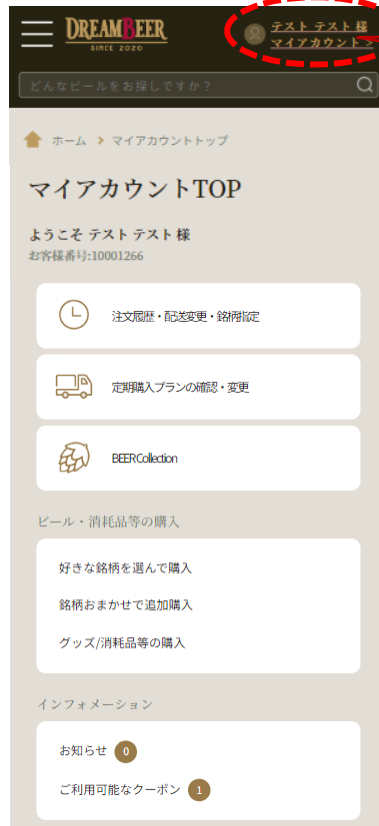 DREAMBEER
SINCE 2020
テスト テスト 様
マイアカウント >
どんなビールをお探しですか？
ホーム > マイアカウントトップ
マイアカウントTOP
ようこそ テスト テスト 様
お客様番号:10001266
注文履歴・配送変更・銘柄指定
定期購入プランの確認・変更
BEER Collection
ビール・消耗品等の購入
好きな銘柄を選んで購入
銘柄おまかせで追加購入
グッズ/消耗品等の購入
インフォメーション
お知らせ 0
ご利用可能なクーポン 1